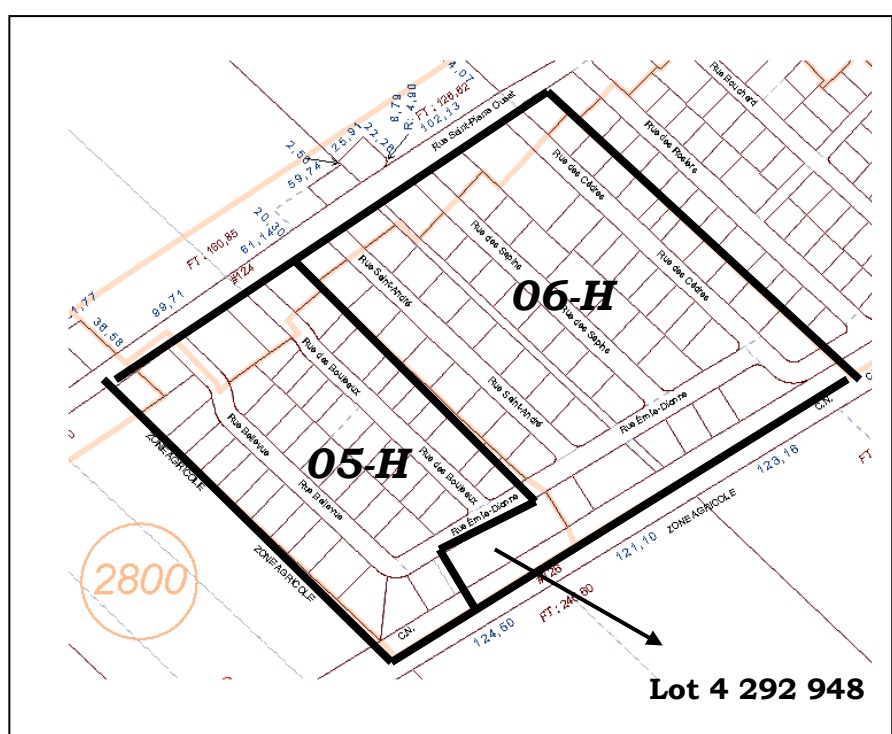 4,07
FT : 126,62
102,13
R: 4,90
6,79
22,28
25,91
2,50
59,74
20,30
61,14
FT : 160,85
#124
99,71
38,58
1,77
Rue Saint-Pierre Ouest
Rue Bouchard
Rue des Rosiers
Rue des Cèdres
Rue des Cèdres
Rue des Sapins
Rue des Sapins
06-H
Rue Saint-André
Rue Saint-André
Rue des Bouleaux
Rue des Bouleaux
Rue Bellevue
Rue Bellevue
05-H
Rue Émile-Dionne
Rue Émile-Dionne
ZONE AGRICOLE
ZONE AGRICOLE
ZONE AGRICOLE
2800
C.N.
C.N.
C
FT
123,16
121,10
FT : 245,60
124,50
Lot 4 292 948